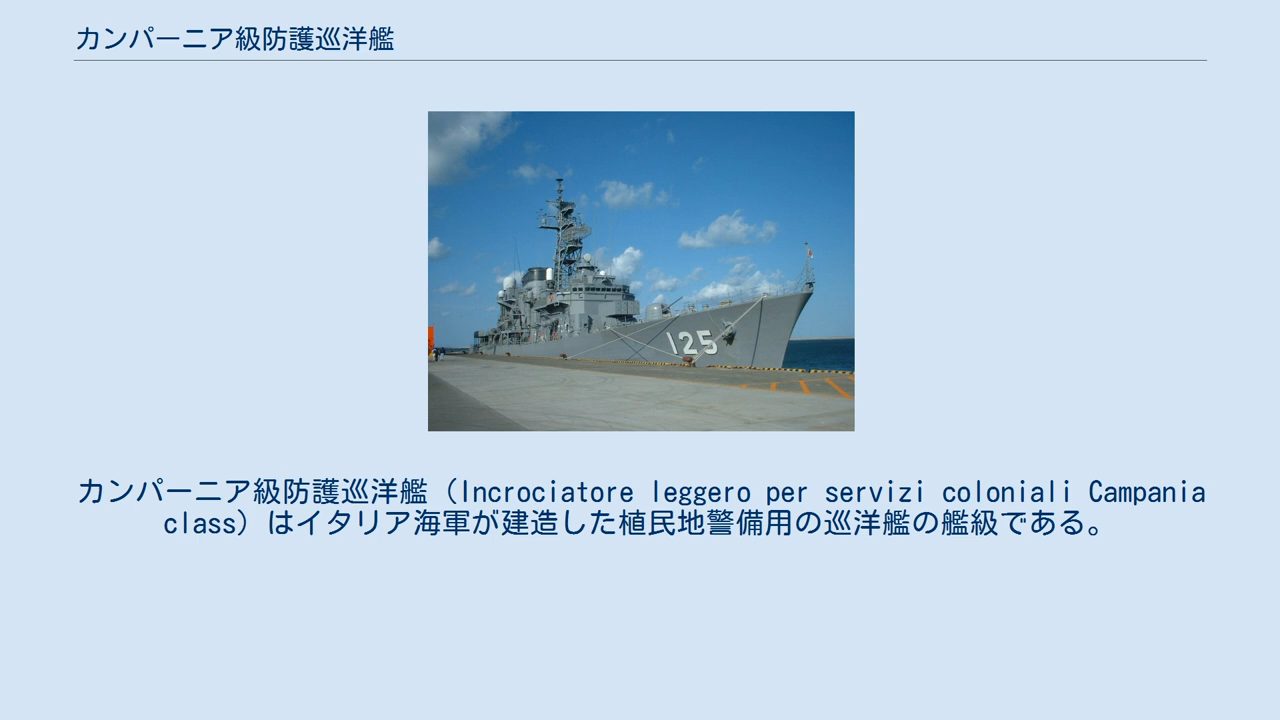 カンパーニア級防護巡洋艦
125
カンパーニア級防護巡洋艦（Incrociatore leggero per servizi coloniali Campania
class）はイタリア海軍が建造した植民地警備用の巡洋艦の艦級である。